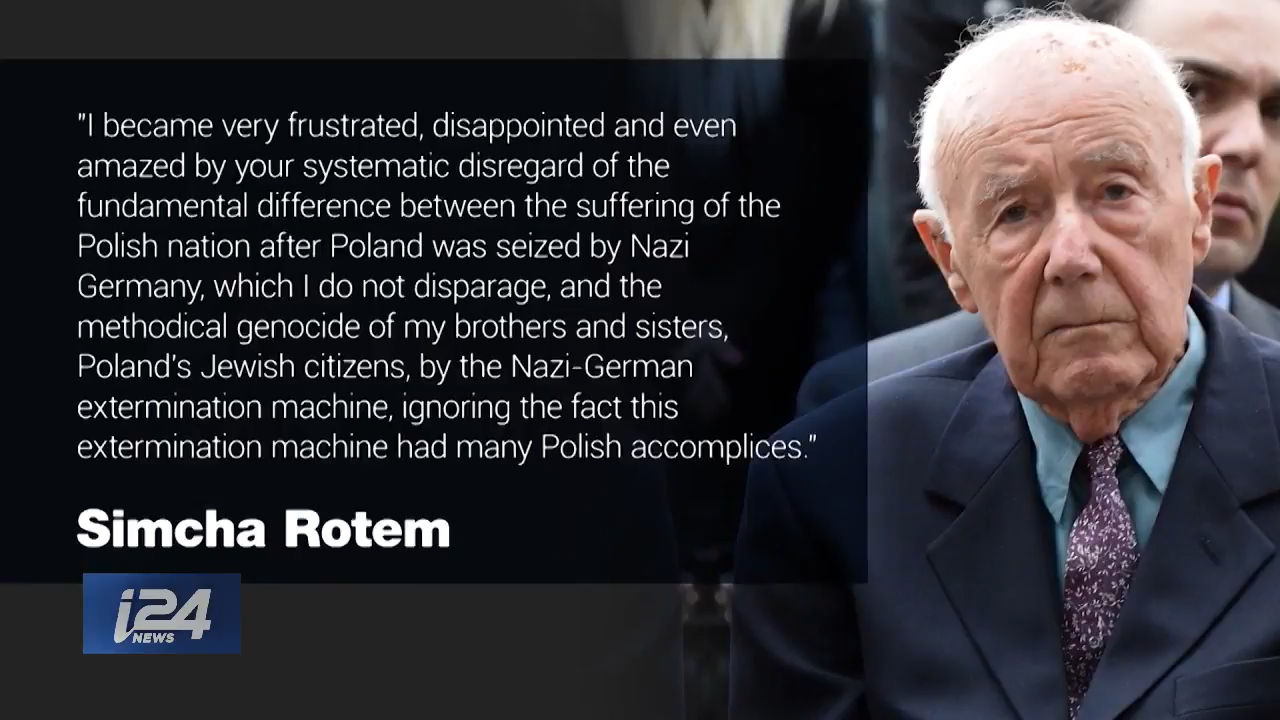 "I became very frustrated, disappointed and even
amazed by your systematic disregard of the
fundamental difference between the suffering of the
Polish nation after Poland was seized by Nazi
Germany, which I do not disparage, and the
methodical genocide of my brothers and sisters,
Poland's Jewish citizens, by the Nazi-German
extermination machine, ignoring the fact this
extermination machine had many Polish accomplices."
Simcha Rotem
i24
NEWS